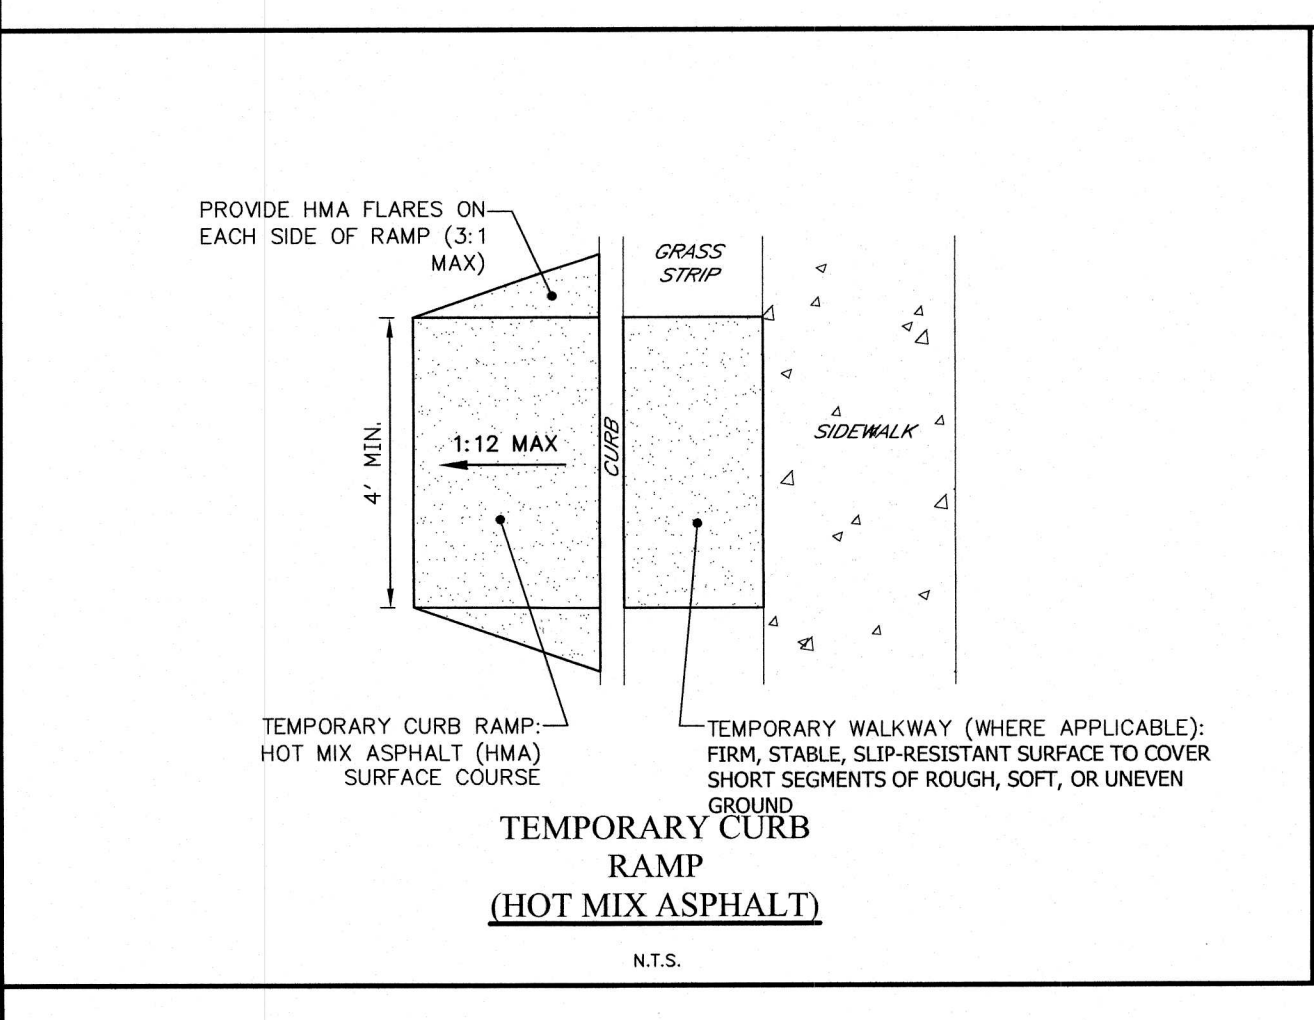 PROVIDE HMA FLARES ON
EACH SIDE OF RAMP (3:1
MAX)
GRASS
STRIP
4' MIN.
1:12 MAX
CURB
SIDEWALK
TEMPORARY CURB RAMP:
HOT MIX ASPHALT (HMA)
SURFACE COURSE
TEMPORARY WALKWAY (WHERE APPLICABLE):
FIRM, STABLE, SLIP-RESISTANT SURFACE TO COVER
SHORT SEGMENTS OF ROUGH, SOFT, OR UNEVEN
GROUND
TEMPORARY CURB
RAMP
(HOT MIX ASPHALT)
N.T.S.